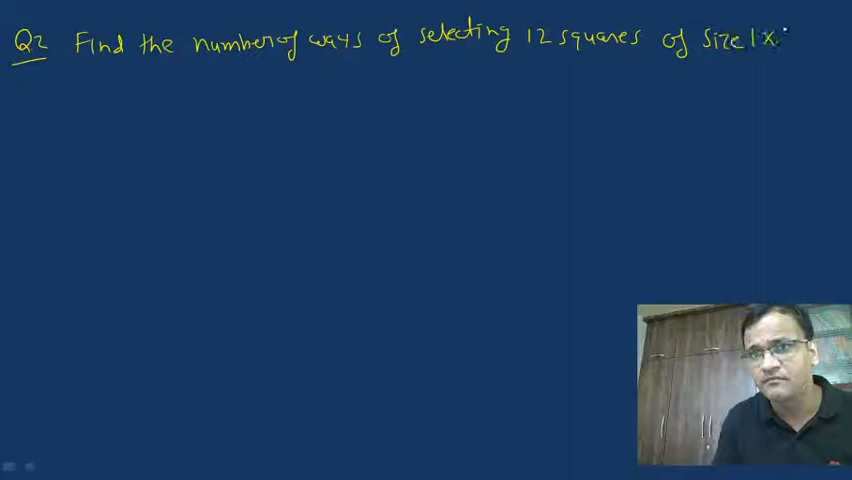 Q2 Find the number of ways of selecting 12 squares of size 1 x